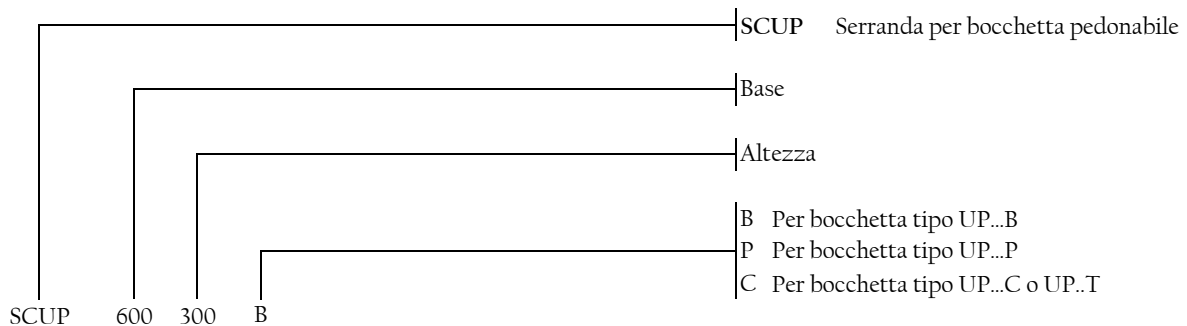 SCUP Serranda per bocchetta pedonabile
Base
Altezza
B Per bocchetta tipo UP...B
P Per bocchetta tipo UP...P
C Per bocchetta tipo UP...C o UP..T
SCUP 600 300 B